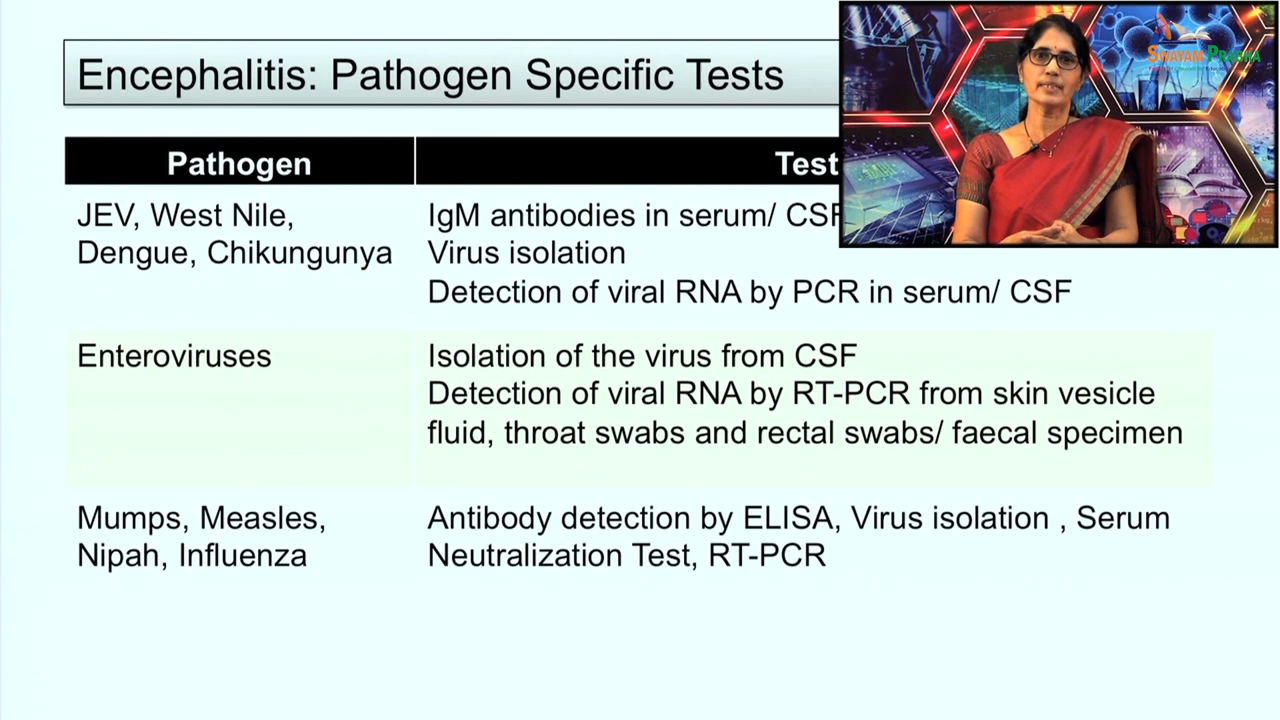 Encephalitis: Pathogen Specific Tests
SWAYAM PRABHA
Pathogen
Test
JEV, West Nile,
Dengue, Chikungunya
IgM antibodies in serum/ CSF
Virus isolation
Detection of viral RNA by PCR in serum/ CSF
Enteroviruses
Isolation of the virus from CSF
Detection of viral RNA by RT-PCR from skin vesicle
fluid, throat swabs and rectal swabs/ faecal specimen
Mumps, Measles,
Nipah, Influenza
Antibody detection by ELISA, Virus isolation , Serum
Neutralization Test, RT-PCR